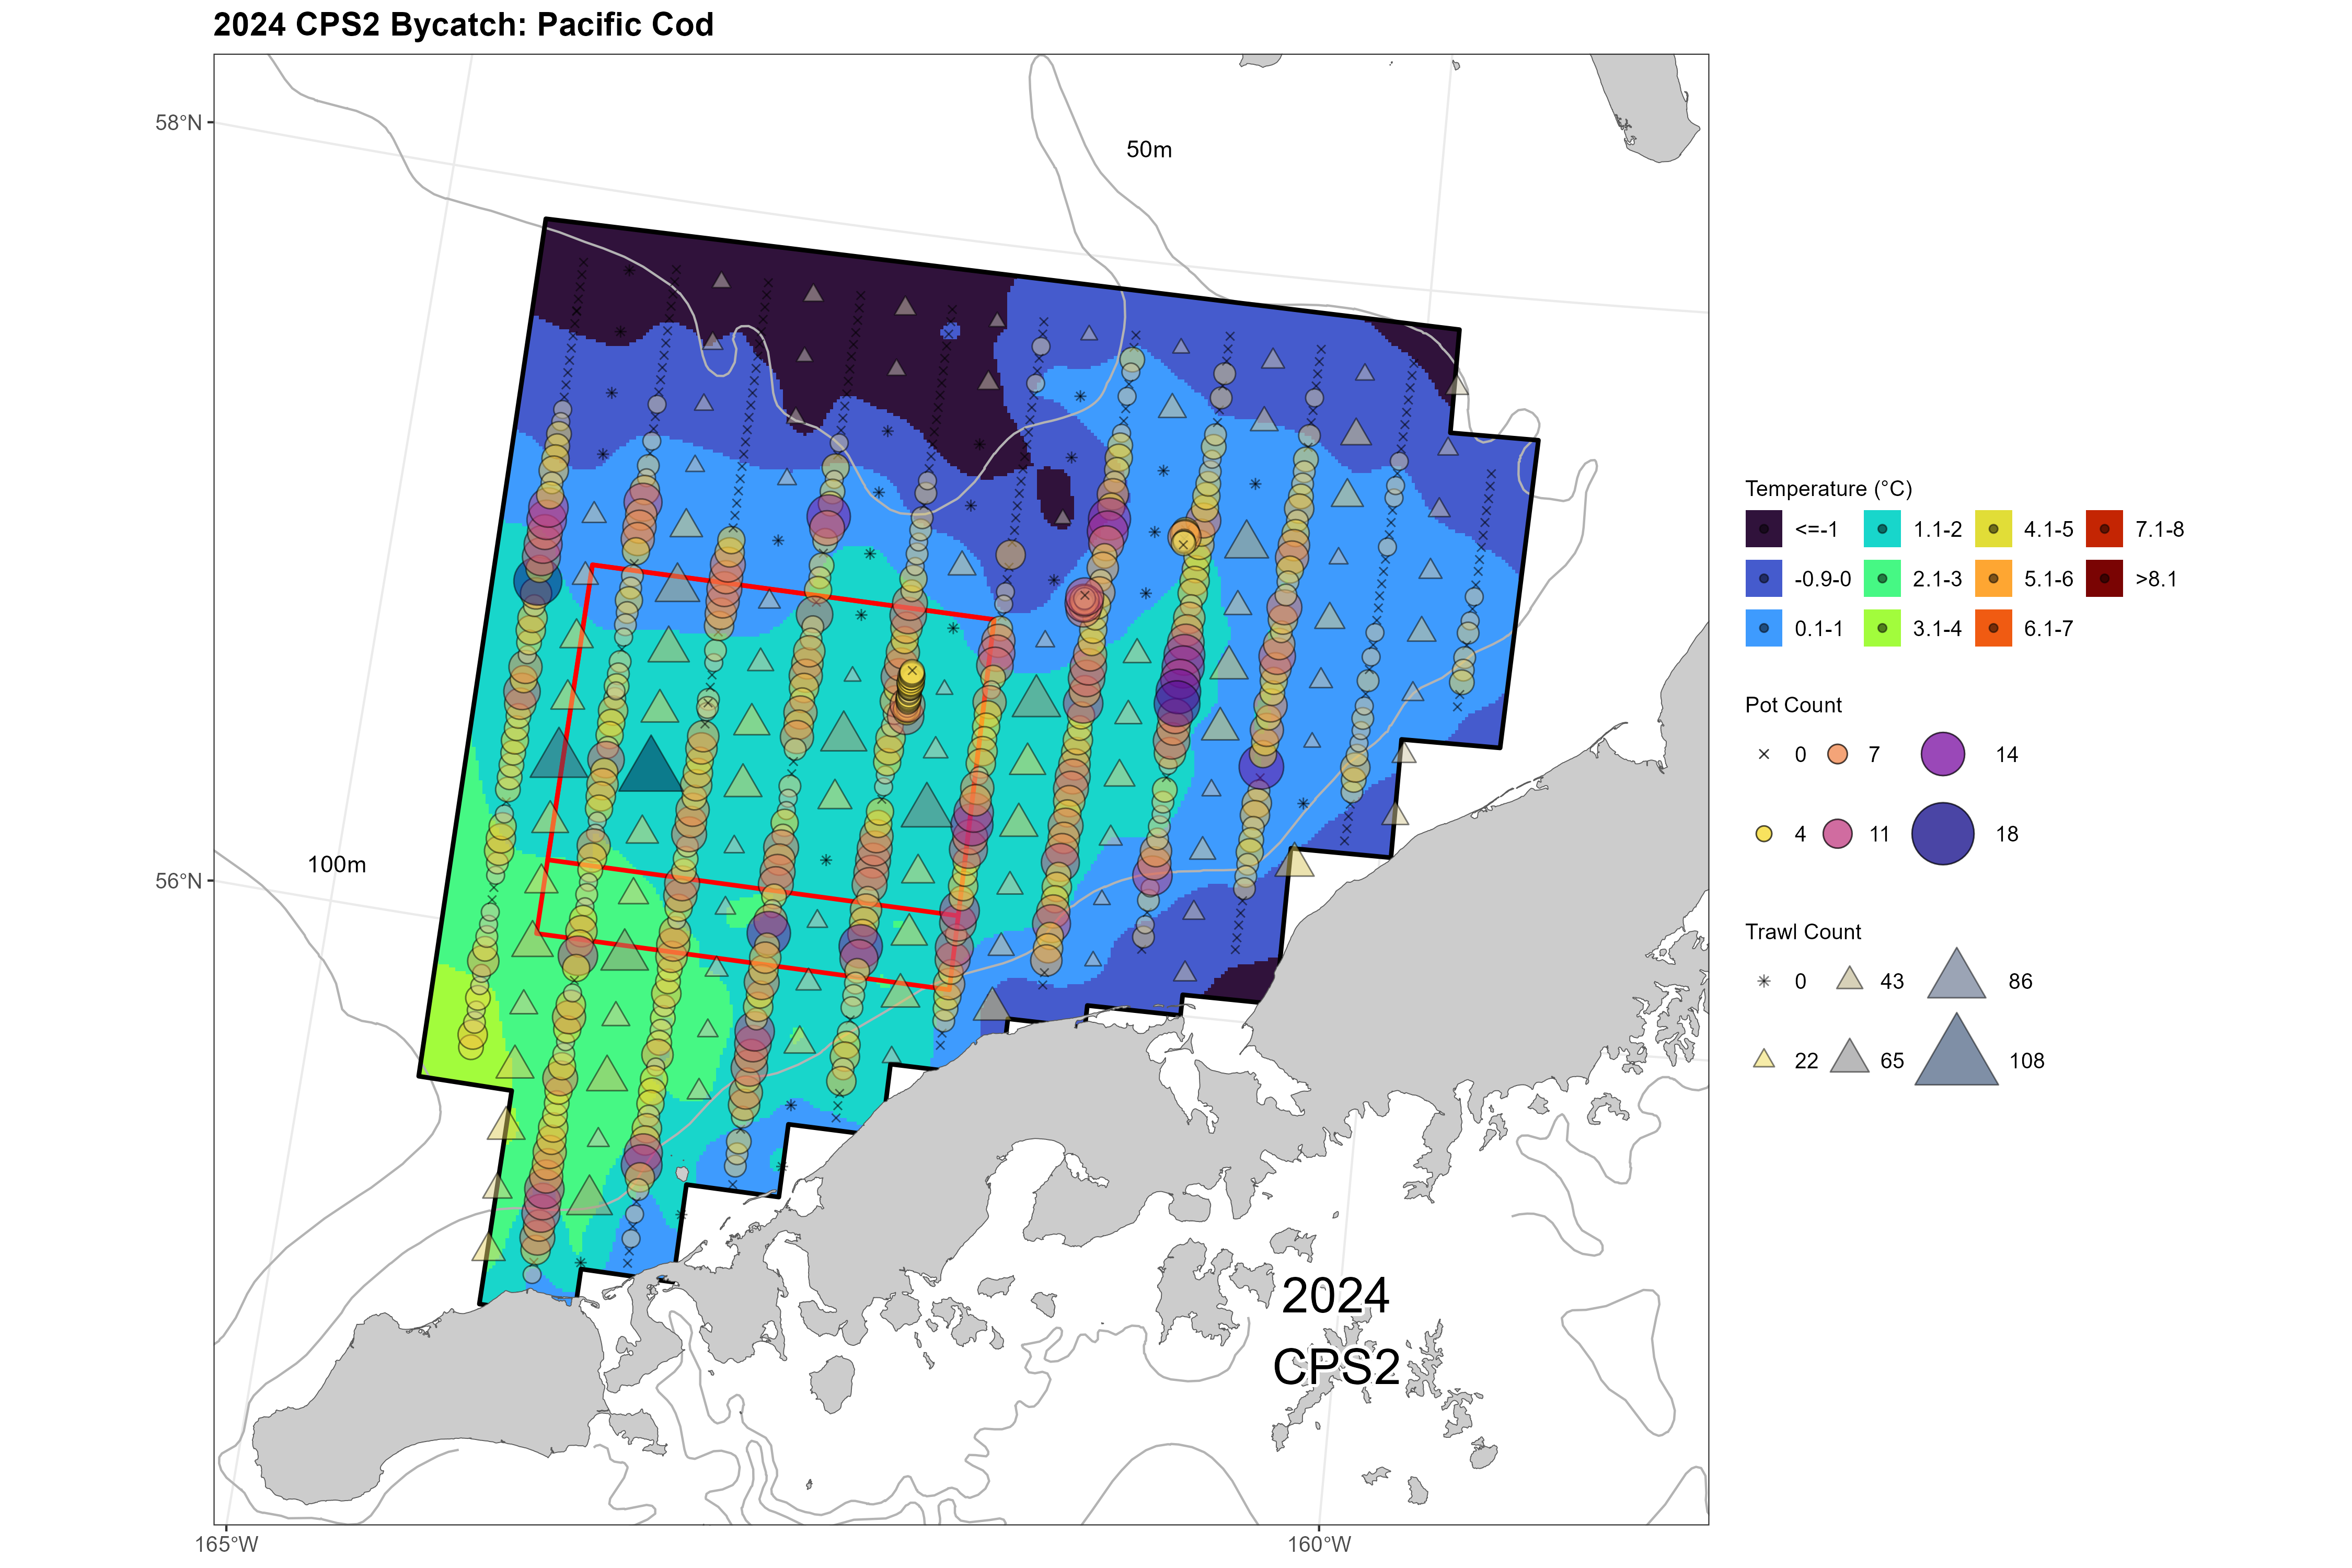 2024 CPS2 Bycatch: Pacific Cod
58°N
50m
100m
56°N
165°W
160°W
2024
CPS2
Temperature (°C)
<=-1
1.1-2
4.1-5
7.1-8
-0.9-0
2.1-3
5.1-6
>8.1
0.1-1
3.1-4
6.1-7
Pot Count
0
7
14
4
11
18
Trawl Count
0
43
86
22
65
108